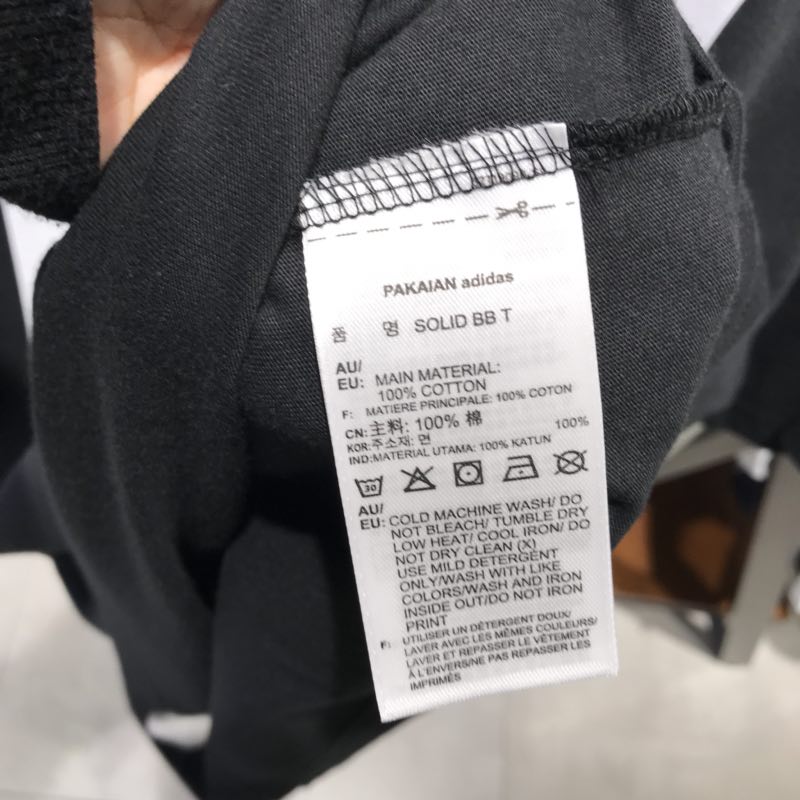 PAKAIAN adidas
품 명 SOLID BB T
AU/
EU: MAIN MATERIAL:
100% COTTON
F: MATIERE PRINCIPALE: 100% COTON
CN:主料: 100% 棉
KOR:주소재: 면 100%
IND:MATERIAL UTAMA: 100% KATUN
30
AU/
EU: COLD MACHINE WASH/ DO
NOT BLEACH/ TUMBLE DRY
LOW HEAT/ COOL IRON/ DO
NOT DRY CLEAN (X)
USE MILD DETERGENT
ONLY/WASH WITH LIKE
COLORS/WASH AND IRON
INSIDE OUT/DO NOT IRON
PRINT
F: UTILISER UN DÉTERGENT DOUX/
LAVER AVEC LES MÊMES COULEURS/
LAVER ET REPASSER LE VÊTEMENT
À L'ENVERS/NE PAS REPASSER LES
IMPRIMÉS